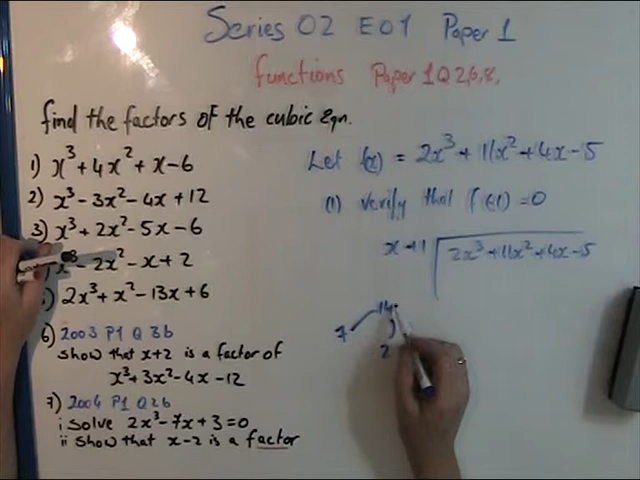 Series 02 E01 Paper 1
functions Paper 1 Q 2,6,8,
find the factors of the cubic Eqn.
1) x³ + 4x² + x - 6
2) x³ - 3x² - 4x + 12
3) x³ + 2x² - 5x - 6
x³ - 2x² - x + 2
) 2x³ + x² - 13x + 6
6) 2003 P1 Q 3b
show that x+2 is a factor of
x³ + 3x² - 4x - 12
7) 2004 P1 Q 2b
i solve 2x³ - 7x + 3 = 0
ii show that x-2 is a factor
Let f(x) = 2x³ + 11x² + 4x - 5
(1) verify that f(-1) = 0
x+1 2x³ + 11x² + 4x - 5
14
7
2